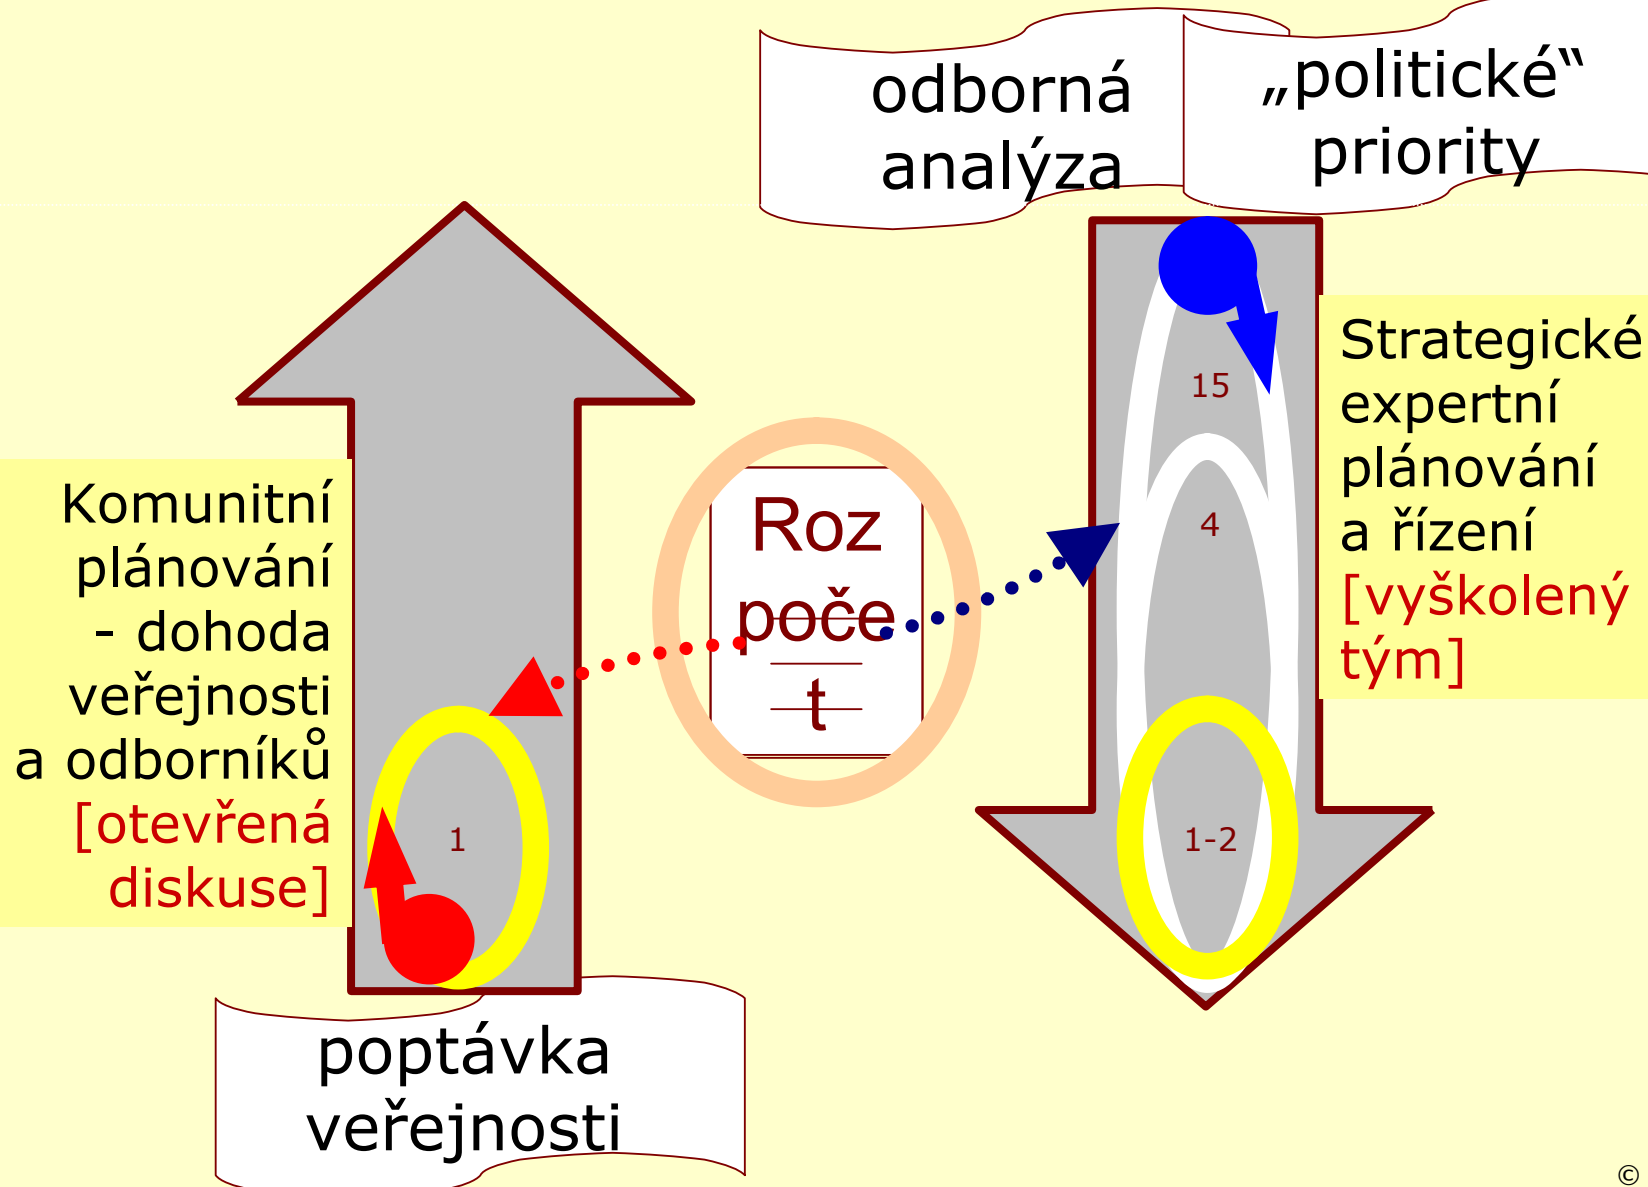 odborná
analýza
„politické“
priority
Strategické
expertní
plánování
a řízení
[vyškolený
tým]
15
4
1-2
Roz
poče
t
Komunitní
plánování
- dohoda
veřejnosti
a odborníků
[otevřená
diskuse]
1
poptávka
veřejnosti
©